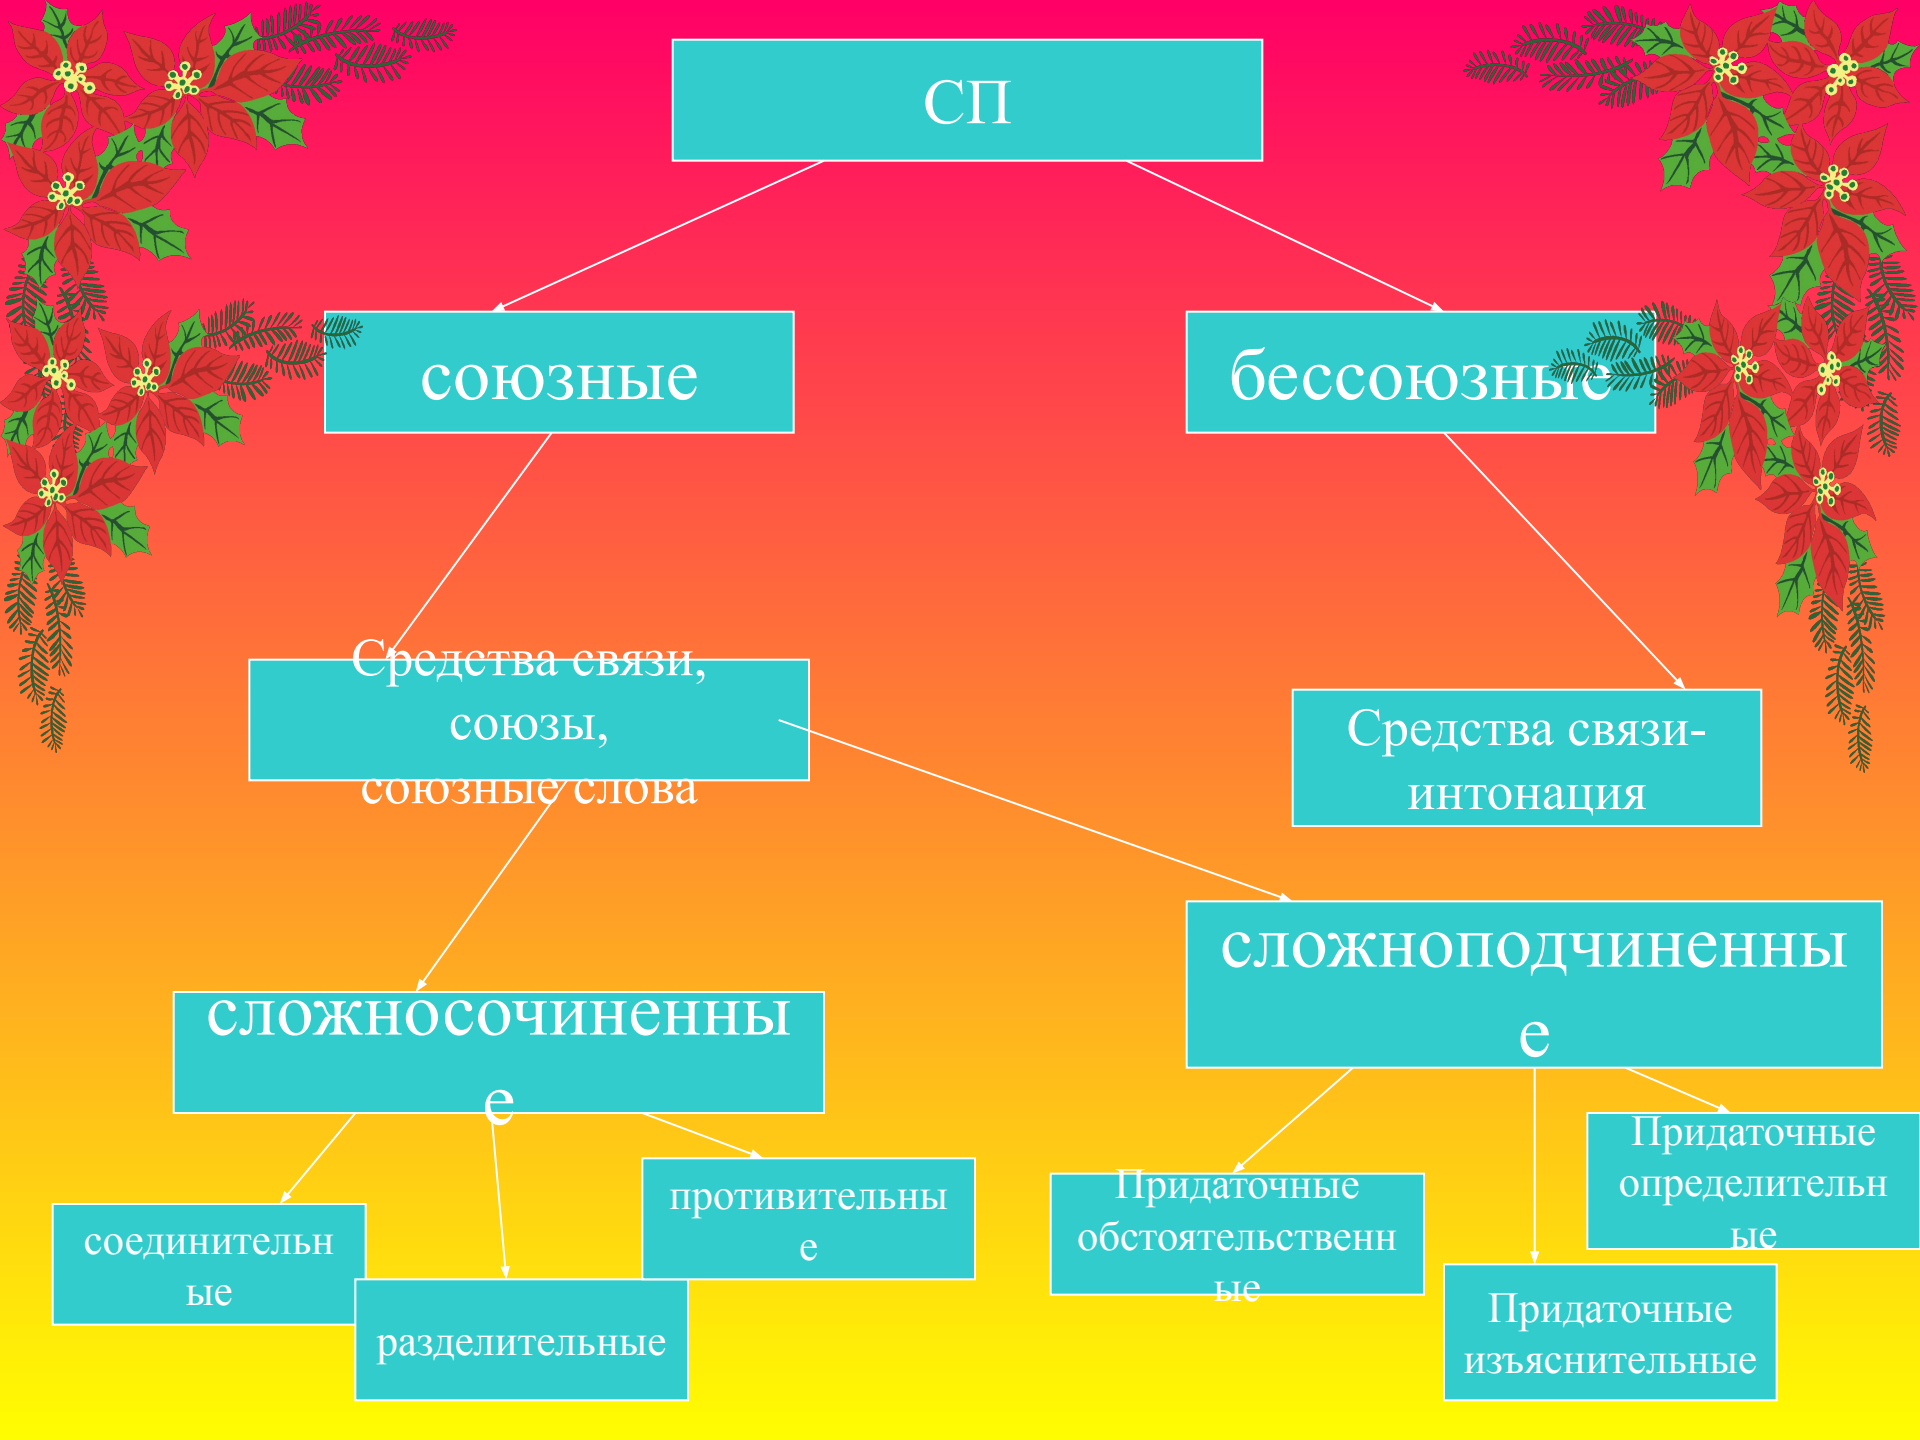 СП
союзные
бессоюзные
Средства связи,
союзы,
союзные слова
Средства связи-
интонация
сложноподчиненны
е
сложносочиненны
е
соединительн
ые
разделительные
противительны
е
Придаточные
обстоятельственн
ые
Придаточные
изъяснительные
Придаточные
определительн
ые